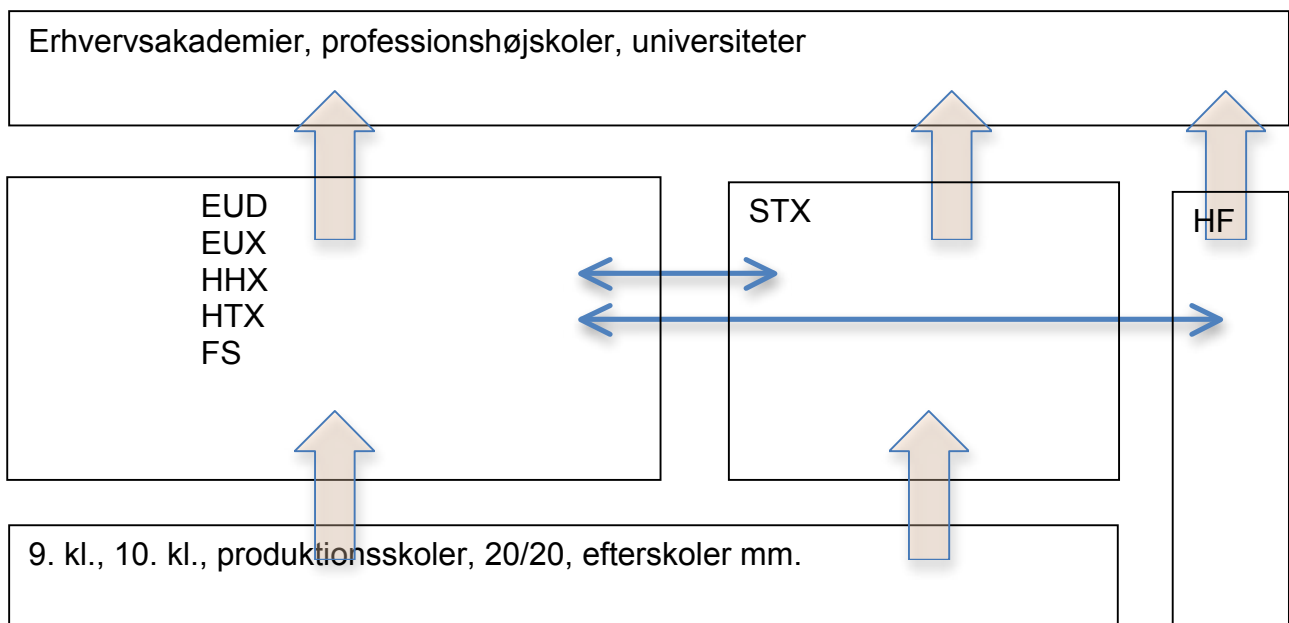 Erhvervsakademier, professionshøjskoler, universiteter
EUD
EUX
HHX
HTX
FS
STX
HF
9. kl., 10. kl., produktionsskoler, 20/20, efterskoler mm.